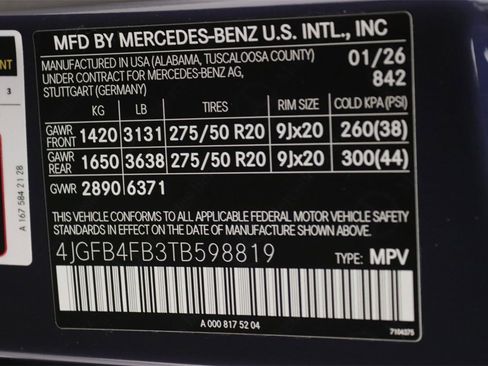 MFD BY MERCEDES-BENZ U.S. INTL., INC
MANUFACTURED IN USA (ALABAMA, TUSCALOOSA COUNTY) 01/26
UNDER CONTRACT FOR MERCEDES-BENZ AG, 842
STUTTGART (GERMANY)
KG LB TIRES RIM SIZE COLD KPA (PSI)
GAWR FRONT 1420 3131 275/50 R20 9Jx20 260(38)
GAWR REAR 1650 3638 275/50 R20 9Jx20 300(44)
GVWR 2890 6371
THIS VEHICLE CONFORMS TO ALL APPLICABLE FEDERAL MOTOR VEHICLE SAFETY
STANDARDS IN EFFECT ON THE DATE OF MANUFACTURE SHOWN ABOVE.
4JGFB4FB3TB598819 TYPE: MPV
A 000 817 52 04
7104375
NT
3
A 167 584 21 28